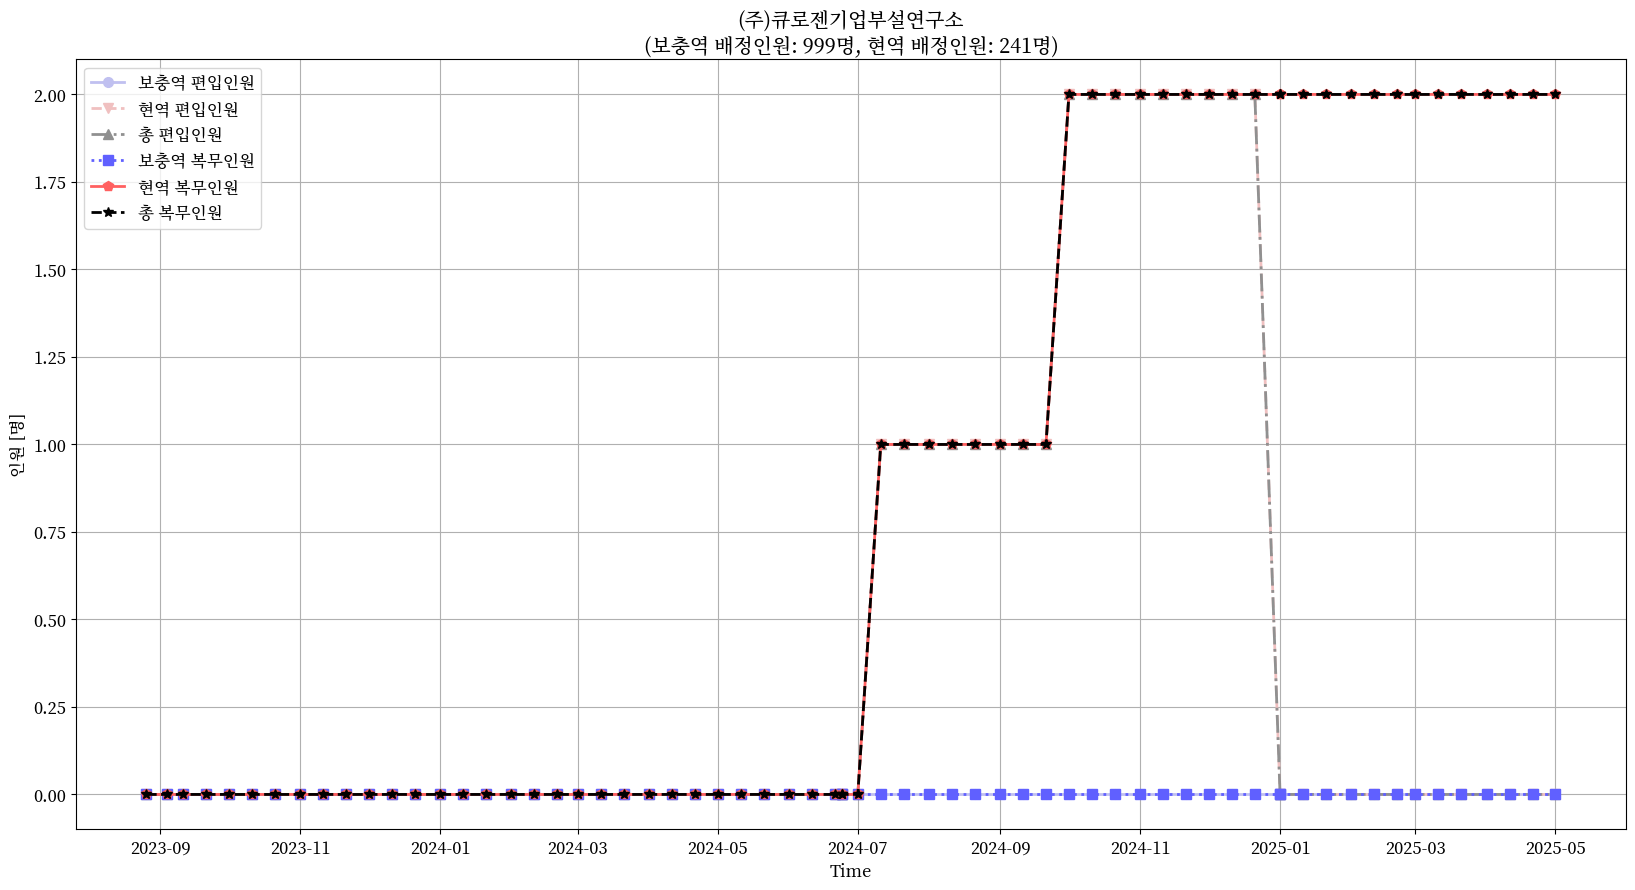 (주)큐로젠기업부설연구소
(보충역 배정인원: 999명, 현역 배정인원: 241명)
보충역 편입인원
현역 편입인원
총 편입인원
보충역 복무인원
현역 복무인원
총 복무인원
2.00
1.75
1.50
1.25
1.00
0.75
0.50
0.25
0.00
인원 [명]
2023-09
2023-11
2024-01
2024-03
2024-05
2024-07
2024-09
2024-11
2025-01
2025-03
2025-05
Time